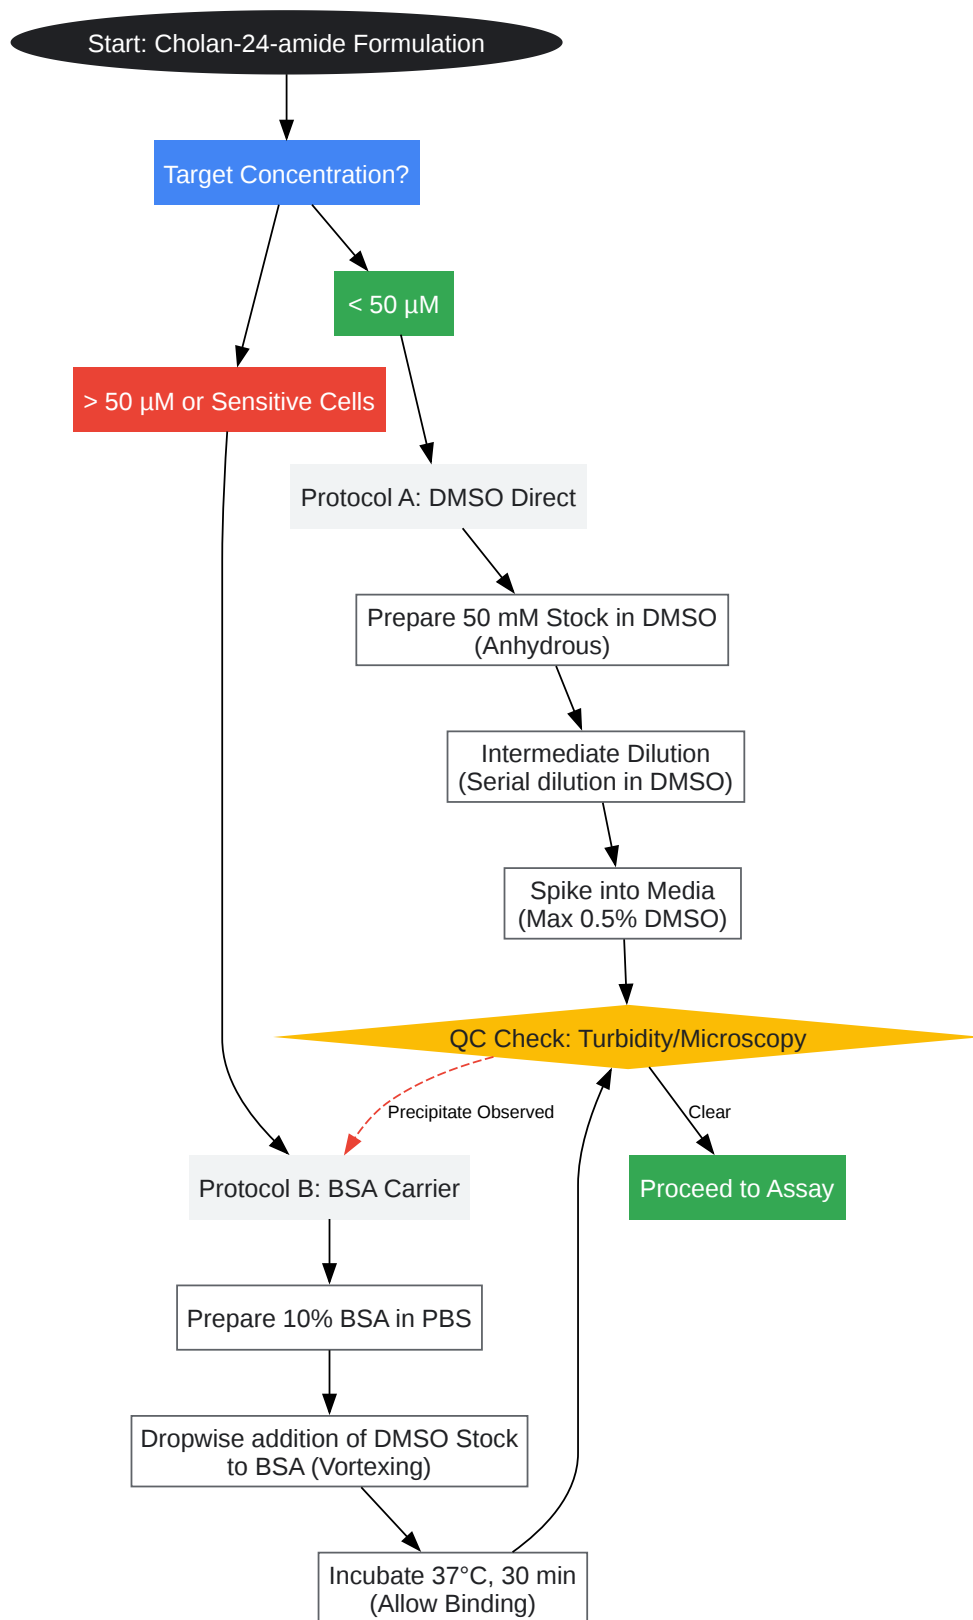 Start: Cholan-24-amide Formulation
Target Concentration?
< 50 µM
> 50 µM or Sensitive Cells
Protocol A: DMSO Direct
Prepare 50 mM Stock in DMSO
(Anhydrous)
Intermediate Dilution
(Serial dilution in DMSO)
Spike into Media
(Max 0.5% DMSO)
QC Check: Turbidity/Microscopy
Precipitate Observed
Clear
Protocol B: BSA Carrier
Proceed to Assay
Prepare 10% BSA in PBS
Dropwise addition of DMSO Stock
to BSA (Vortexing)
Incubate 37°C, 30 min
(Allow Binding)